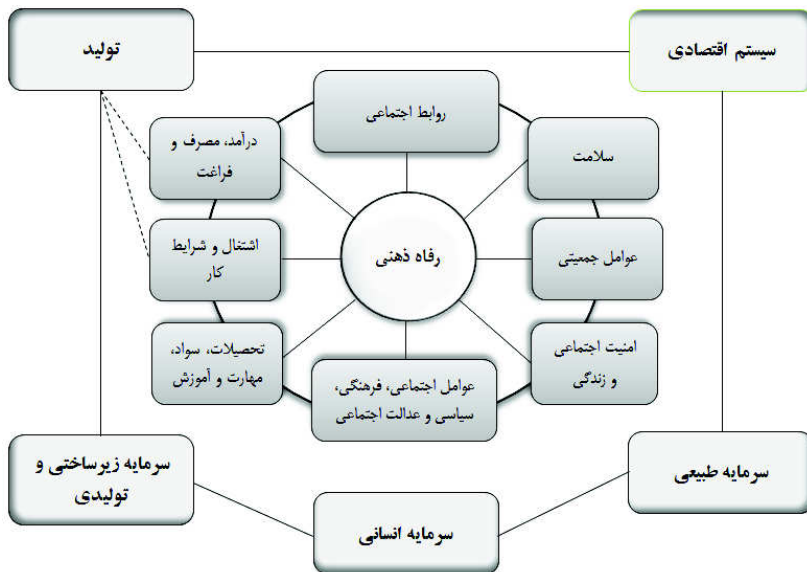 سیستم اقتصادی
تولید
روابط اجتماعی
سلامت
درآمد، مصرف و
فراغت
عوامل جمعیتی
رفاه ذهنی
اشتغال و شرایط
کار
امنیت اجتماعی
و زندگی
عوامل اجتماعی، فرهنگی،
سیاسی و عدالت اجتماعی
تحصیلات، سواد،
مهارت و آموزش
سرمایه طبیعی
سرمایه انسانی
سرمایه زیرساختی و
تولیدی